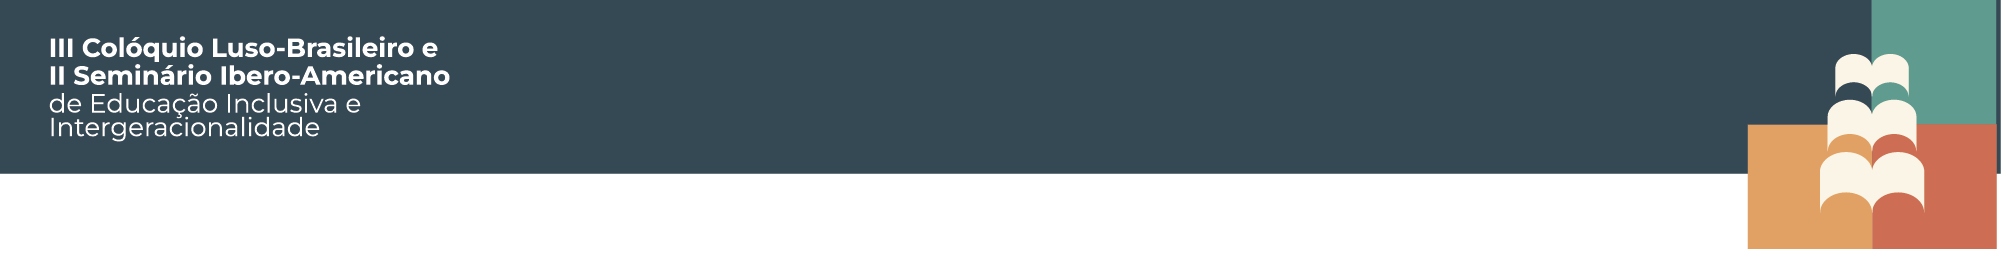 III Colóquio Luso-Brasileiro e
II Seminário Ibero-Americano
de Educação Inclusiva e
Intergeracionalidade